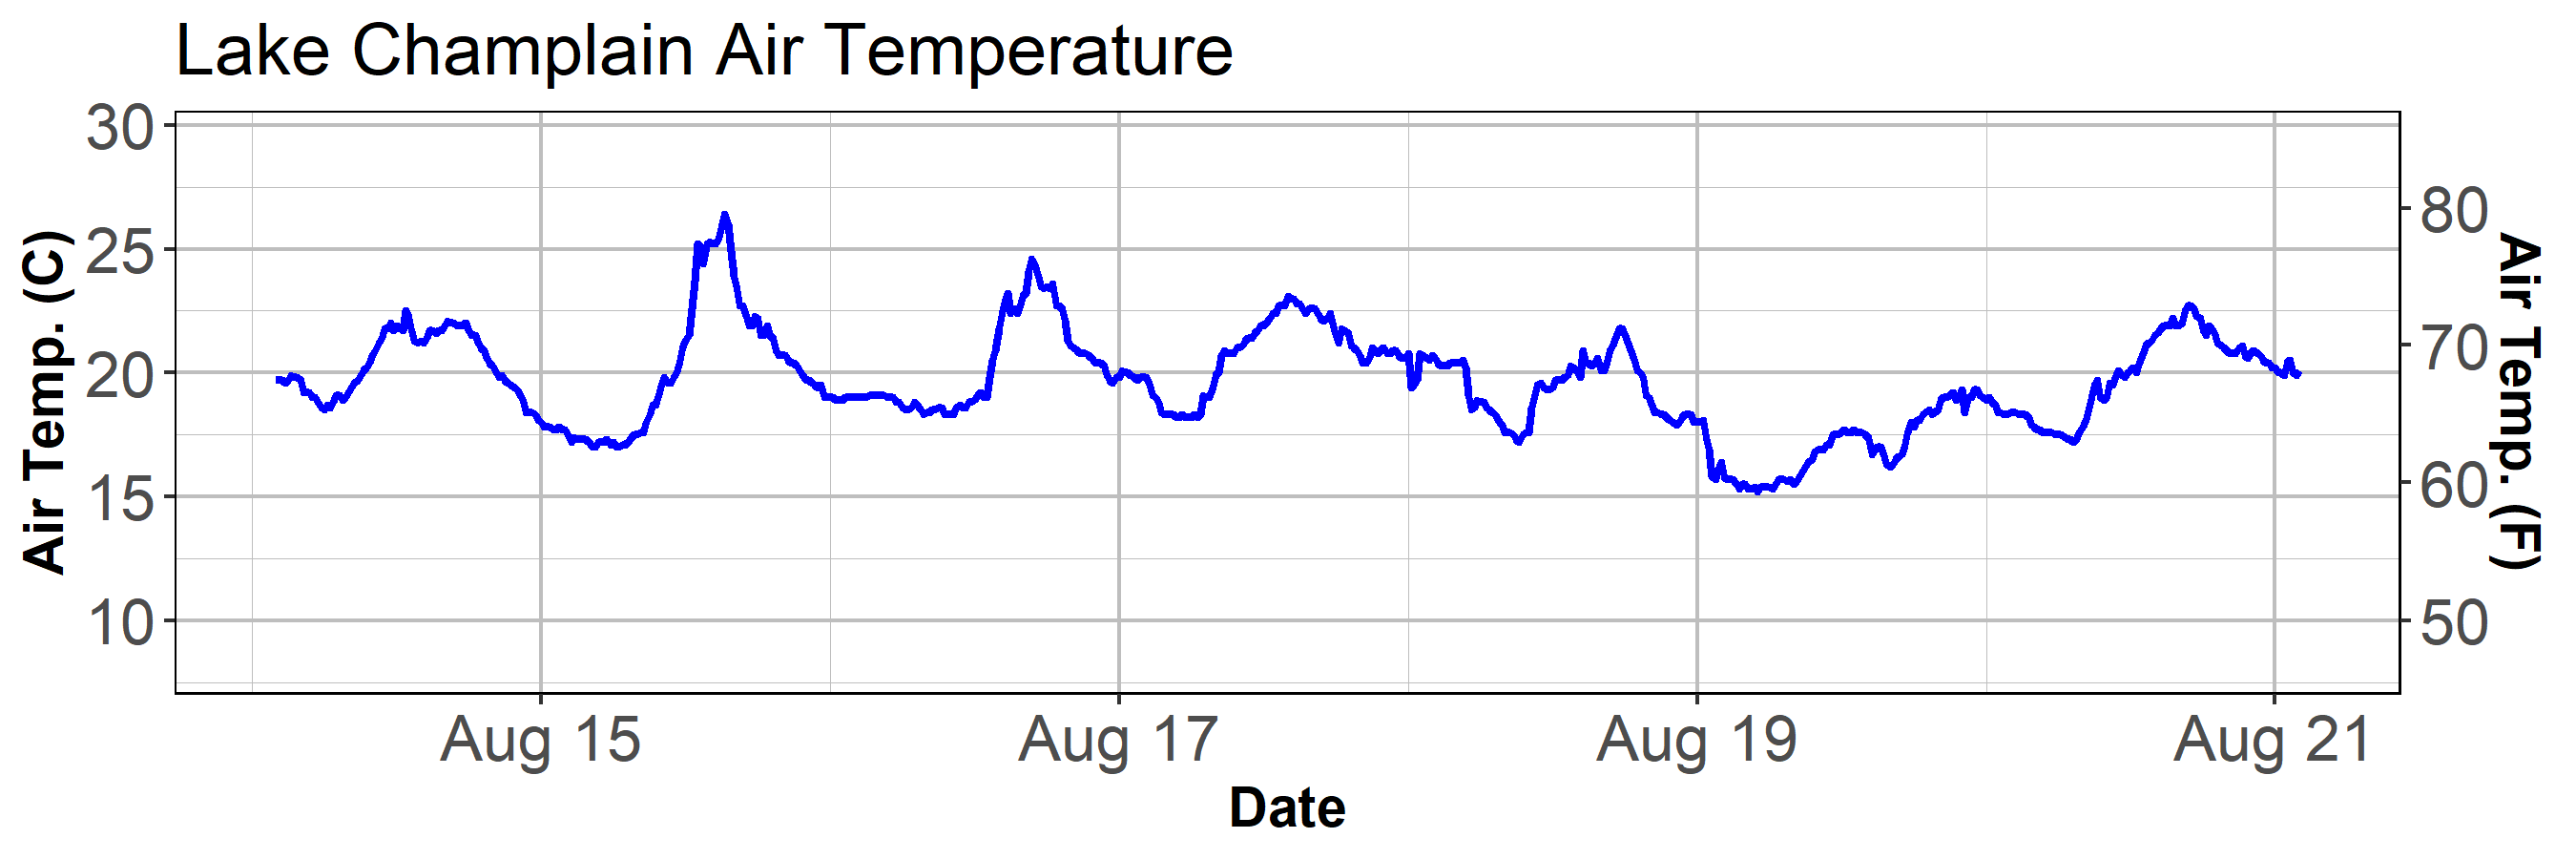 Lake Champlain Air Temperature
30
25
20
15
10
Air Temp. (C)
80
70
60
50
Air Temp. (F)
Aug 15
Aug 17
Aug 19
Aug 21
Date